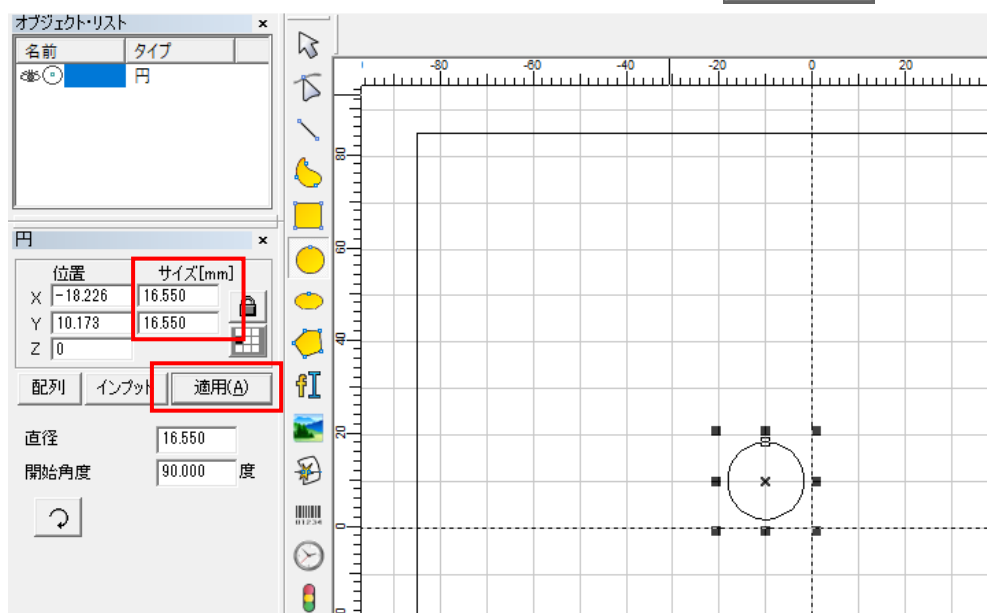 オブジェクト・リスト ×
名前 タイプ
円
円 ×
位置 サイズ[mm]
X -18.226 16.550
Y 10.173 16.550
Z 0
配列 インプット 適用(A)
直径 16.550
開始角度 90.000 度
-80 -60 -40 -20 0 20
80
60
40
20
0
f
01234